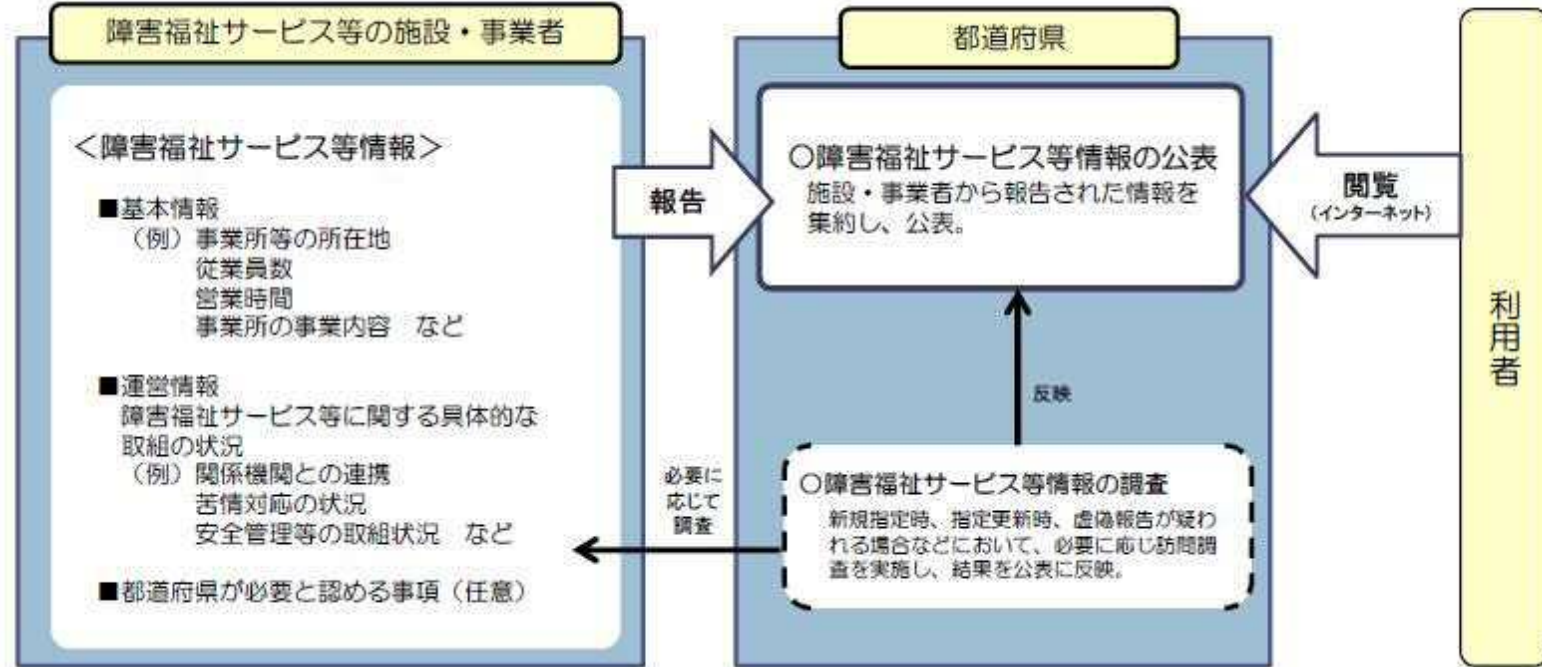 障害福祉サービス等の施設・事業者
＜障害福祉サービス等情報＞
■基本情報
（例）事業所等の所在地
従業員数
営業時間
事業所の事業内容　など
■運営情報
障害福祉サービス等に関する具体的な
取組の状況
（例）関係機関との連携
苦情対応の状況
安全管理等の取組状況　など
■都道府県が必要と認める事項（任意）
報告
必要に
応じて
調査
都道府県
〇障害福祉サービス等情報の公表
施設・事業者から報告された情報を
集約し、公表。
反映
〇障害福祉サービス等情報の調査
新規指定時、指定更新時、虚偽報告が疑わ
れる場合などにおいて、必要に応じ訪問調
査を実施し、結果を公表に反映。
閲覧
（インターネット）
利用者